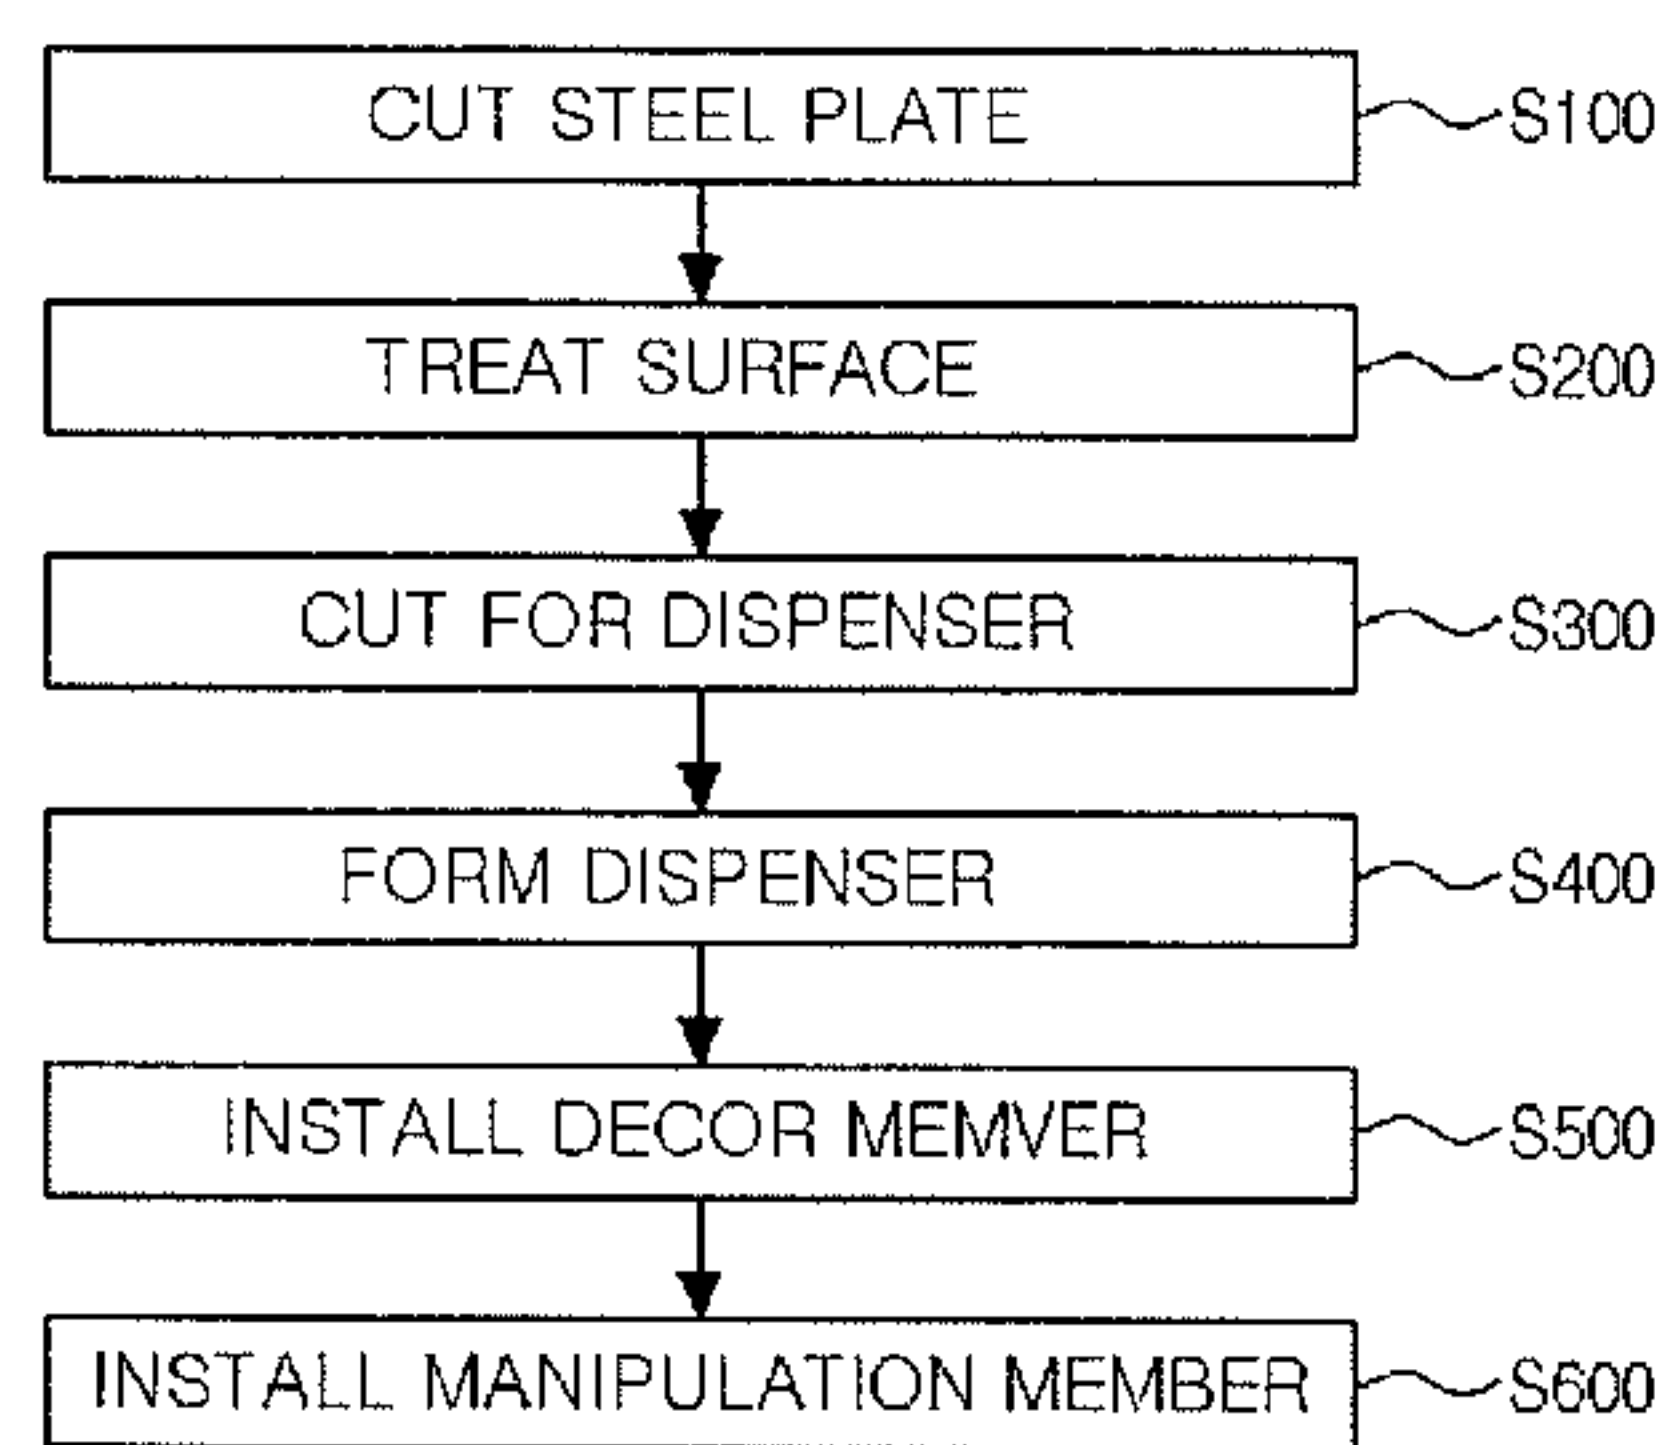 CUT STEEL PLATE S100
TREAT SURFACE S200
CUT FOR DISPENSER S300
FORM DISPENSER S400
INSTALL DECOR MEMVER S500
INSTALL MANIPULATION MEMBER S600